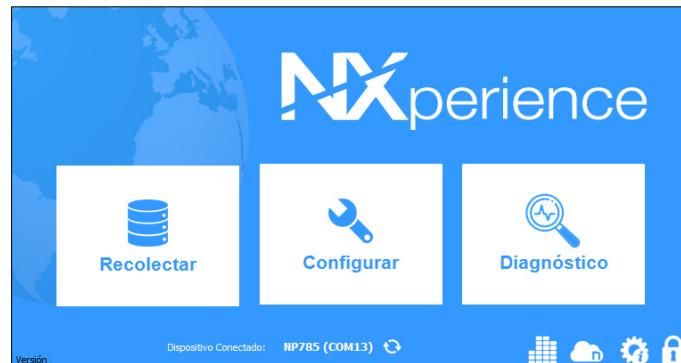 NXperience
Recolectar
Configurar
Diagnóstico
Dispositivo Conectado: NP785 (COM13)
n
Versión :